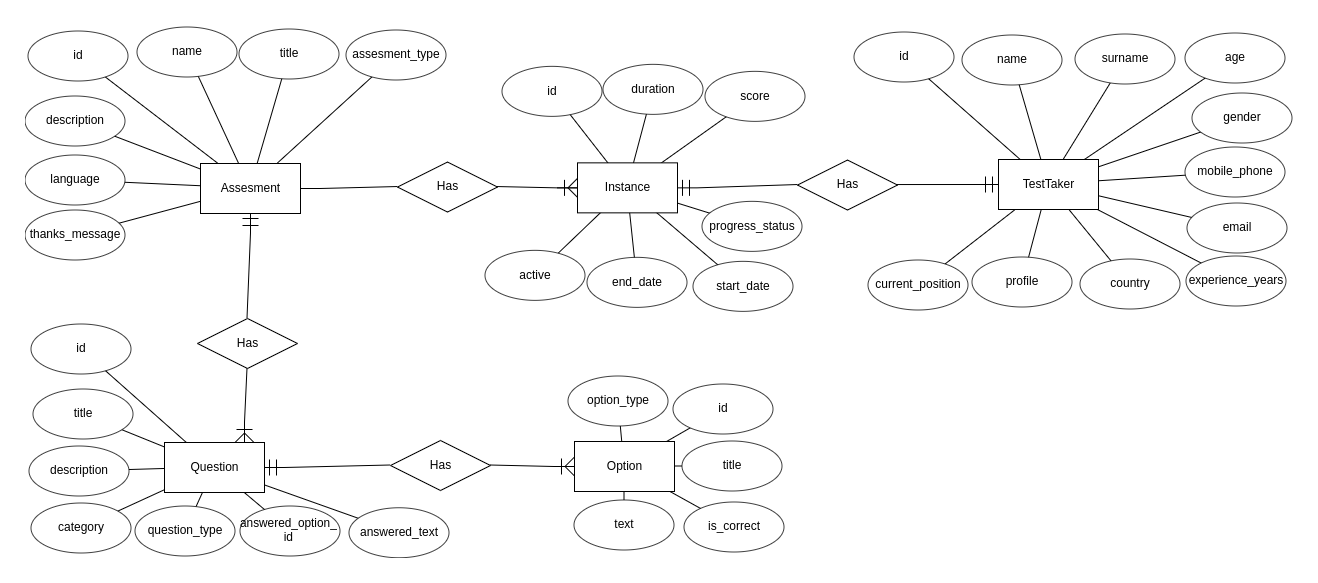 id
name
title
assesment_type
description
language
thanks_message
Assesment
Has
id
duration
score
Instance
progress_status
active
end_date
start_date
Has
id
name
surname
age
gender
mobile_phone
email
experience_years
TestTaker
current_position
profile
country
Has
id
title
description
category
question_type
answered_option_
id
answered_text
Question
Has
option_type
id
title
Option
text
is_correct